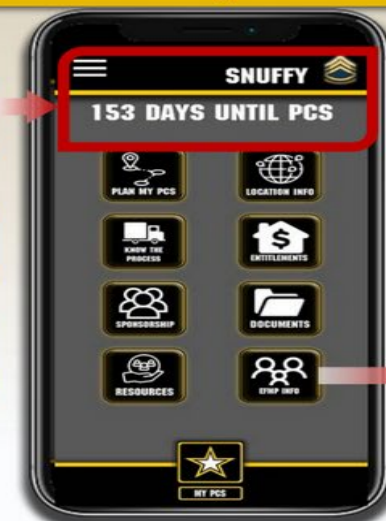 SNUFFY
153 DAYS UNTIL PCS
PLAN MY PCS
LOCATION INFO
KNOW THE
PROCESS
ENTITLEMENTS
SPONSORSHIP
DOCUMENTS
RESOURCES
EFMP INFO
MY PCS